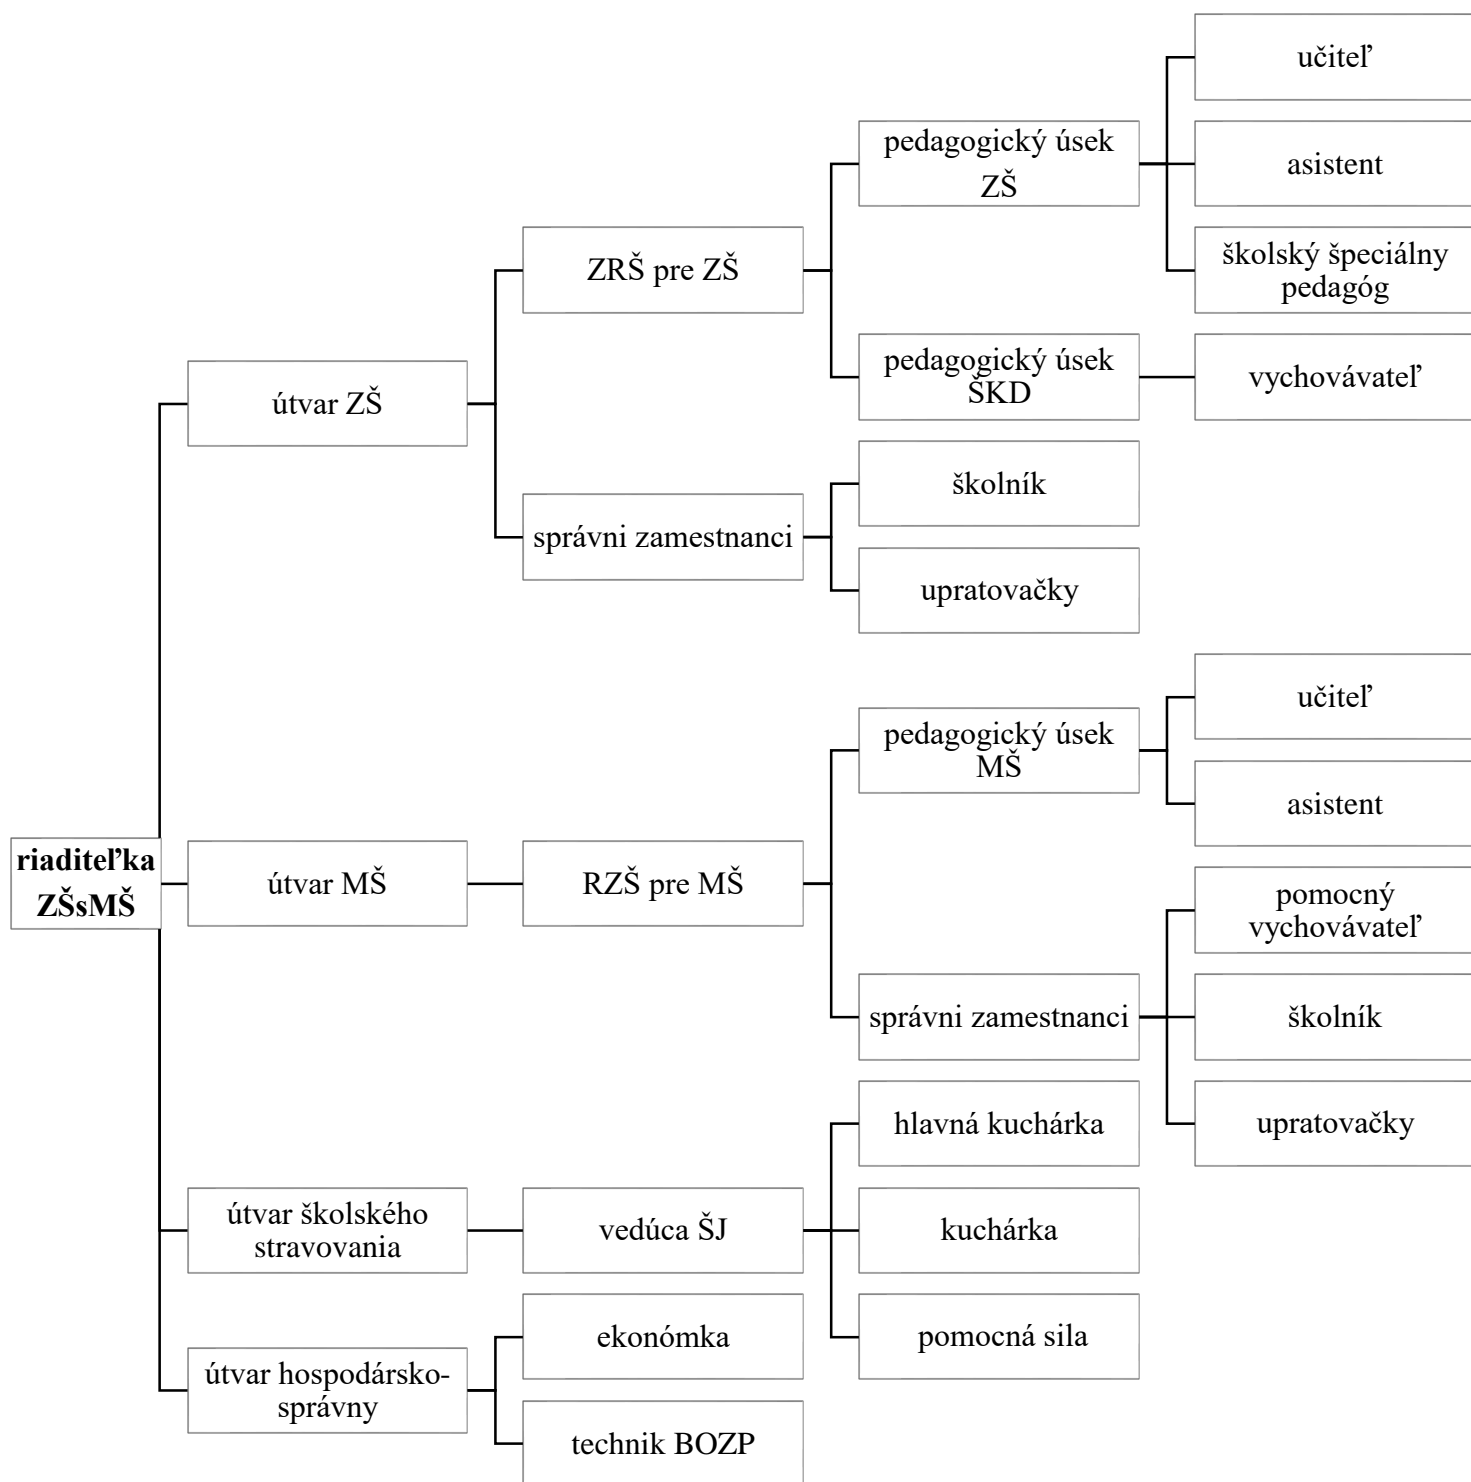 riaditeľka
ZŠsMŠ
útvar ZŠ
ZRŠ pre ZŠ
pedagogický úsek
ZŠ
učiteľ
asistent
školský špeciálny
pedagóg
pedagogický úsek
ŠKD
vychovávateľ
správni zamestnanci
školník
upratovačky
útvar MŠ
RZŠ pre MŠ
pedagogický úsek
MŠ
učiteľ
asistent
správni zamestnanci
pomocný
vychovávateľ
školník
upratovačky
útvar školského
stravovania
vedúca ŠJ
hlavná kuchárka
kuchárka
pomocná sila
útvar hospodársko-
správny
ekonómka
technik BOZP